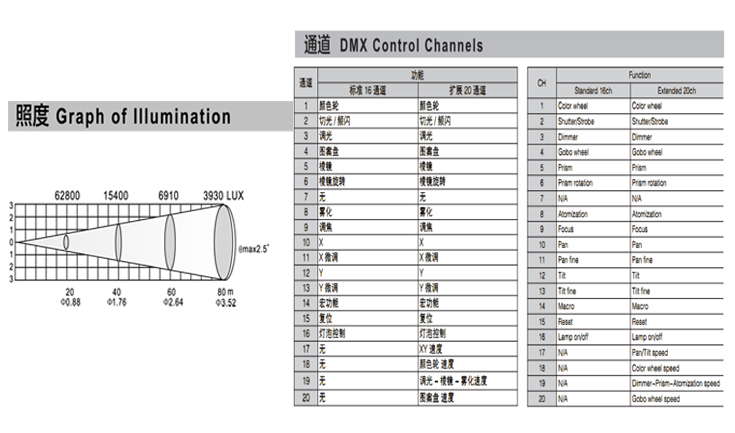 照度 Graph of Illumination
62800 15400 6910 3930 LUX
3
2
1
0
1
2
3
θmax2.5°
20 40 60 80 m
Φ0.88 Φ1.76 Φ2.64 Φ3.52
通道 DMX Control Channels
通道 功能
标准 16 通道 扩展 20 通道
1 颜色轮 颜色轮
2 切光 / 频闪 切光 / 频闪
3 调光 调光
4 图案盘 图案盘
5 棱镜 棱镜
6 棱镜旋转 棱镜旋转
7 无 无
8 雾化 雾化
9 调焦 调焦
10 X X
11 X 微调 X 微调
12 Y Y
13 Y 微调 Y 微调
14 宏功能 宏功能
15 复位 复位
16 灯泡控制 灯泡控制
17 无 XY 速度
18 无 颜色轮 速度
19 无 调光 – 棱镜 – 雾化速度
20 无 图案盘 速度
CH Function
Standard 16ch Extended 20ch
1 Color wheel Color wheel
2 Shutter/Strobe Shutter/Strobe
3 Dimmer Dimmer
4 Gobo wheel Gobo wheel
5 Prism Prism
6 Prism rotation Prism rotation
7 N/A N/A
8 Atomization Atomization
9 Focus Focus
10 Pan Pan
11 Pan fine Pan fine
12 Tilt Tilt
13 Tilt fine Tilt fine
14 Macro Macro
15 Reset Reset
16 Lamp on/off Lamp on/off
17 N/A Pan/Tilt speed
18 N/A Color wheel speed
19 N/A Dimmer-Prism-Atomization speed
20 N/A Gobo wheel speed